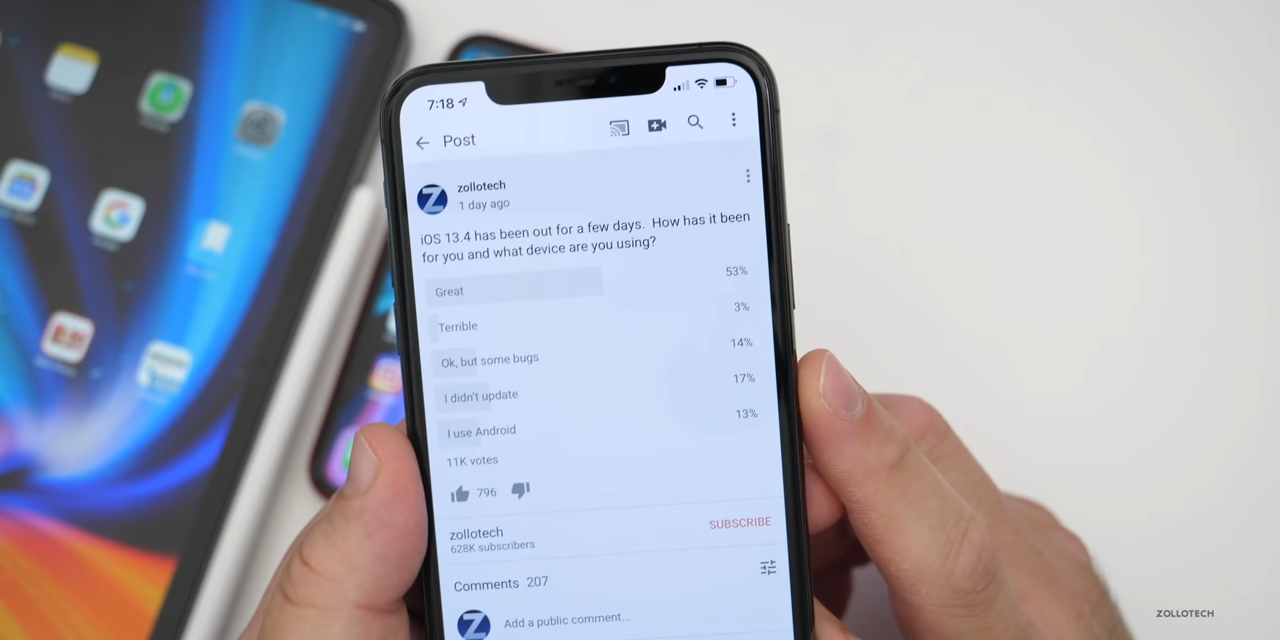 7:18
Post
zollotech
1 day ago
iOS 13.4 has been out for a few days. How has it been
for you and what device are you using?
Great 53%
Terrible 3%
Ok, but some bugs 14%
I didn't update 17%
I use Android 13%
11K votes
796
zollotech
628K subscribers
SUBSCRIBE
Comments 207
Z
Add a public comment...
ZOLLOTECH